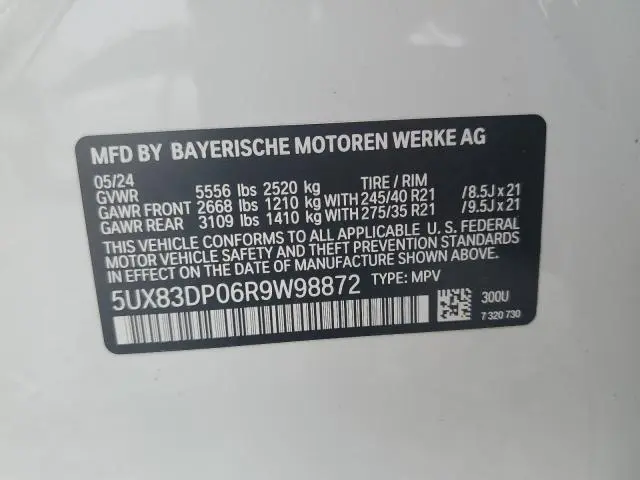 MFD BY BAYERISCHE MOTOREN WERKE AG
05/24
GVWR 5556 lbs 2520 kg TIRE / RIM
GAWR FRONT 2668 lbs 1210 kg WITH 245/40 R21 /8.5J x 21
GAWR REAR 3109 lbs 1410 kg WITH 275/35 R21 /9.5J x 21
THIS VEHICLE CONFORMS TO ALL APPLICABLE U.S. FEDERAL
MOTOR VEHICLE SAFETY AND THEFT PREVENTION STANDARDS
IN EFFECT ON THE DATE OF MANUFACTURE SHOWN ABOVE.
5UX83DP06R9W98872 TYPE: MPV
300U
7 320 730